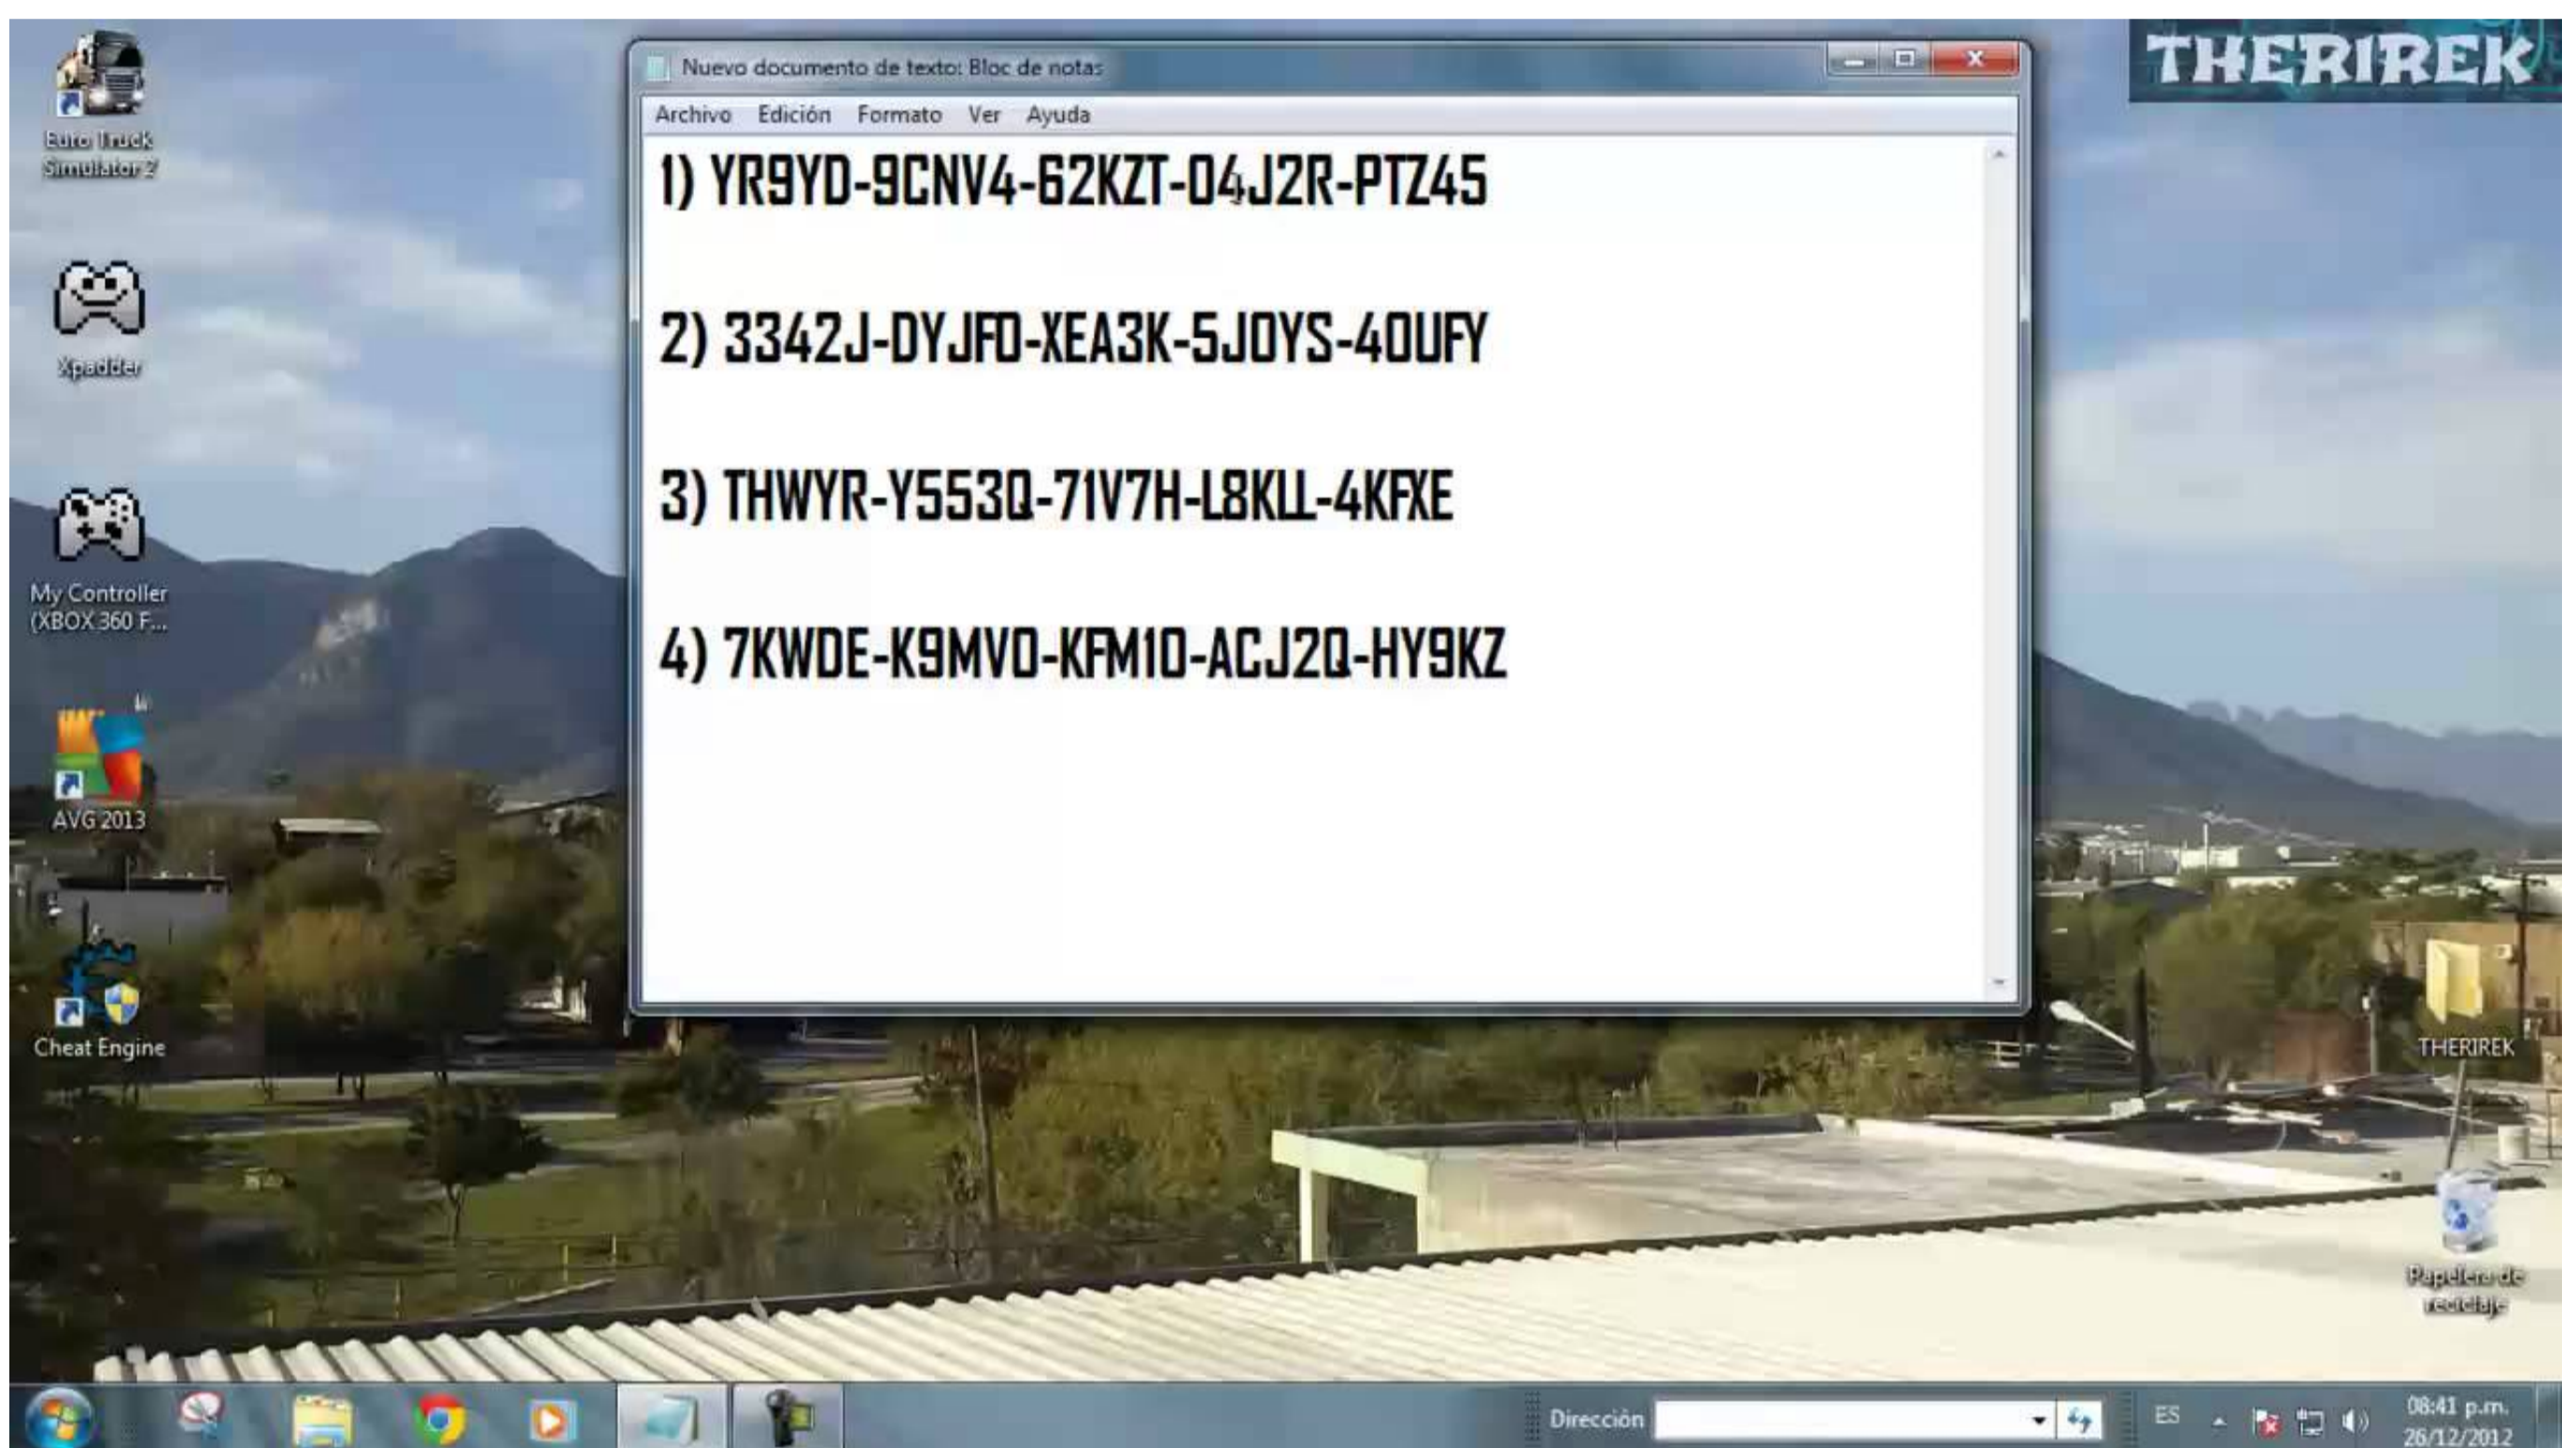 THERIREK
Nuevo documento de texto: Bloc de notas
Archivo Edición Formato Ver Ayuda
1) YR9YD-9CNV4-62KZT-04J2R-PTZ45
2) 3342J-DYJF0-XEA3K-5J0YS-40UFY
3) THWYR-Y553Q-71V7H-L8KLL-4KFXE
4) 7KWDE-K9MV0-KFM10-ACJ2Q-HY9KZ
Euro Truck
Simulator 2
Xpadder
My Controller
(XBOX 360 F...
AVG 2013
Cheat Engine
THERIREK
Papelera de
reciclaje
Dirección
ES
08:41 p.m.
26/12/2012